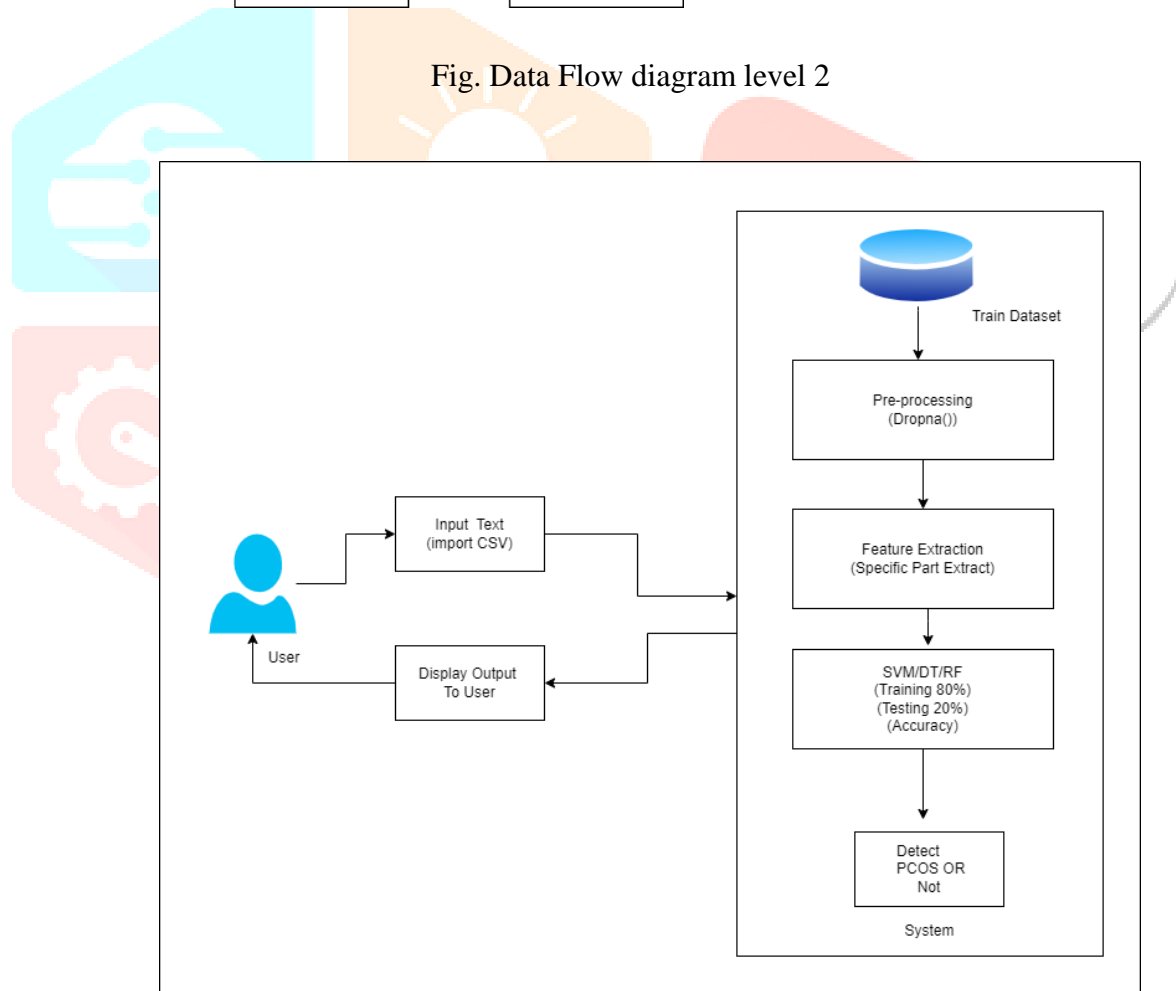 Fig. Data Flow diagram level 2
Train Dataset
Pre-processing
(Dropna())
Feature Extraction
(Specific Part Extract)
SVM/DT/RF
(Training 80%)
(Testing 20%)
(Accuracy)
Detect
PCOS OR
Not
System
Input Text
(import CSV)
User
Display Output
To User